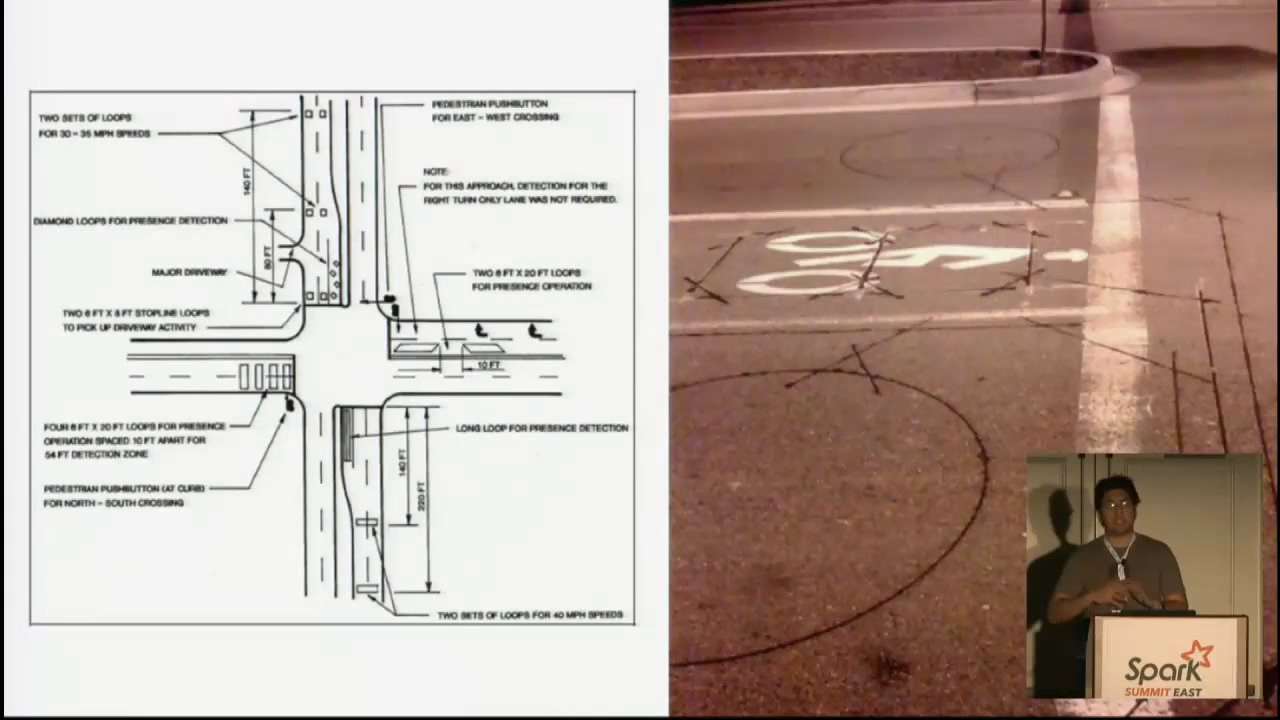 TWO SETS OF LOOPS
FOR 30 - 35 MPH SPEEDS
140 FT
DIAMOND LOOPS FOR PRESENCE DETECTION
80 FT
MAJOR DRIVEWAY
TWO 6 FT X 8 FT STOPLINE LOOPS
TO PICK UP DRIVEWAY ACTIVITY
PEDESTRIAN PUSHBUTTON
FOR EAST - WEST CROSSING
NOTE:
FOR THIS APPROACH, DETECTION FOR THE
RIGHT TURN ONLY LANE WAS NOT REQUIRED.
TWO 6 FT X 20 FT LOOPS
FOR PRESENCE OPERATION
10 FT
FOUR 6 FT X 20 FT LOOPS FOR PRESENCE
OPERATION SPACED 10 FT APART FOR
54 FT DETECTION ZONE
PEDESTRIAN PUSHBUTTON (AT CURB)
FOR NORTH - SOUTH CROSSING
LONG LOOP FOR PRESENCE DETECTION
140 FT
220 FT
TWO SETS OF LOOPS FOR 40 MPH SPEEDS
Spark
SUMMIT EAST